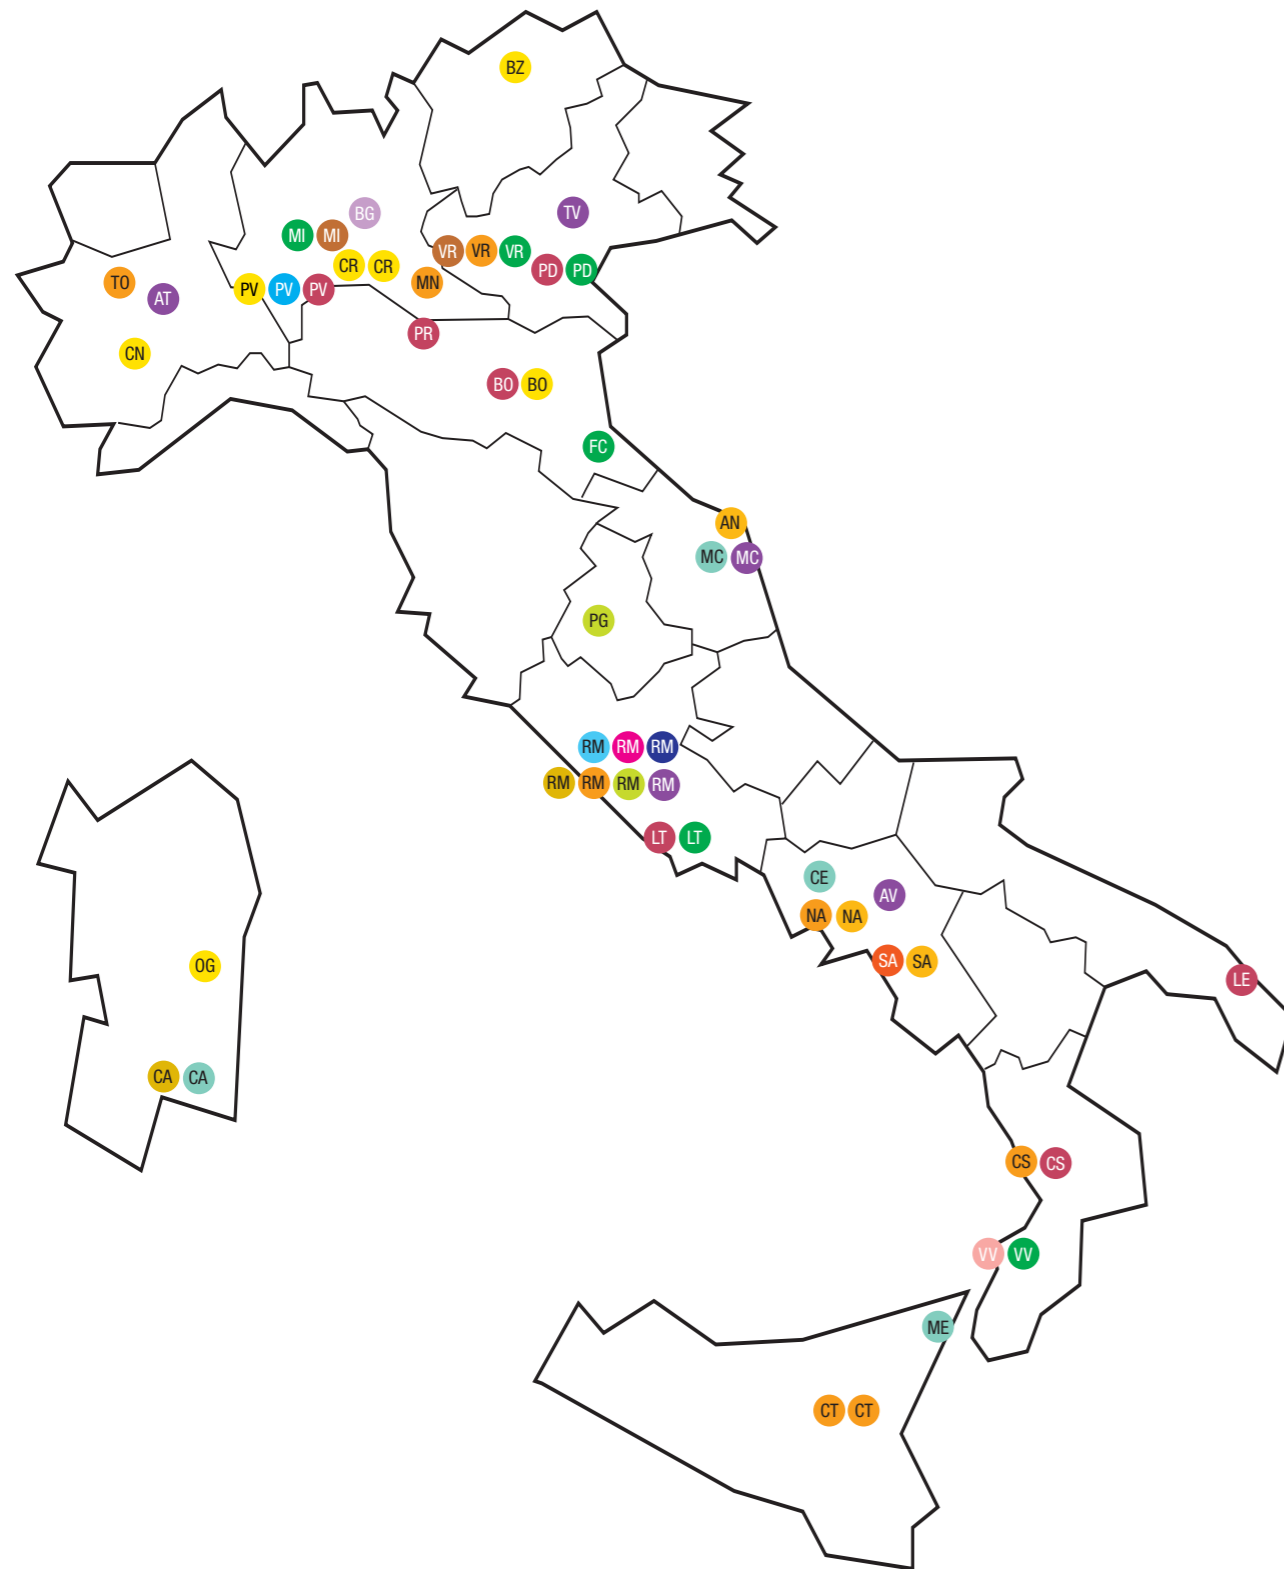 BZ
BG
TV
MI MI
VR VR VR
CR CR
PD PD
TO
MN
AT
PV PV PV
PR
CN
BO BO
FC
AN
MC MC
PG
RM RM RM
RM RM RM RM
LT LT
CE
AV
NA NA
SA SA
OG
LE
CA CA
CS CS
VV VV
ME
CT CT